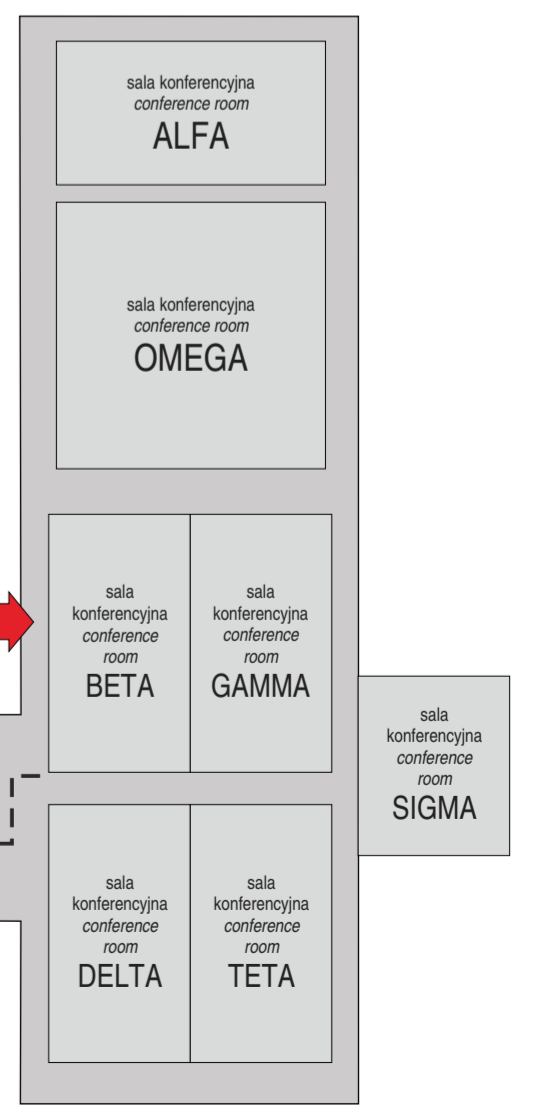 sala konferencyjna
conference room
ALFA
sala konferencyjna
conference room
OMEGA
sala
konferencyjna
conference
room
BETA
sala
konferencyjna
conference
room
GAMMA
sala
konferencyjna
conference
room
SIGMA
sala
konferencyjna
conference
room
DELTA
sala
konferencyjna
conference
room
TETA